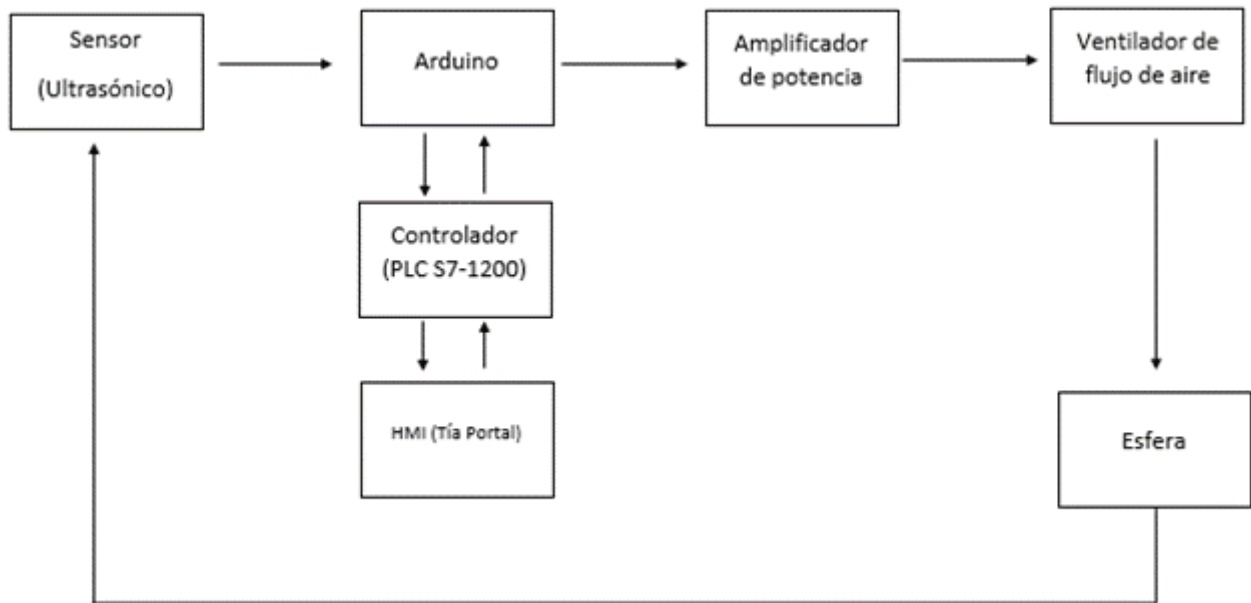 Sensor
(Ultrasónico)
Arduino
Amplificador
de potencia
Ventilador de
flujo de aire
Controlador
(PLC S7-1200)
HMI (Tía Portal)
Esfera